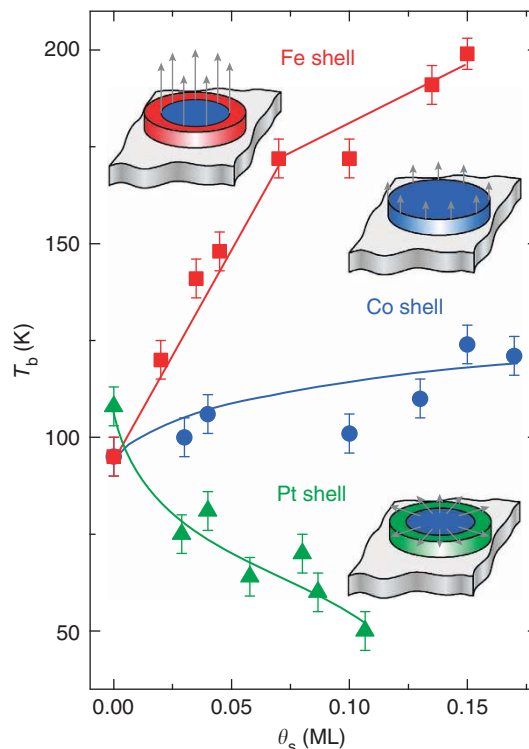 200
Fe shell
150
Co shell
T_b (K)
100
Pt shell
50
0.00 0.05 0.10 0.15
θ_s (ML)